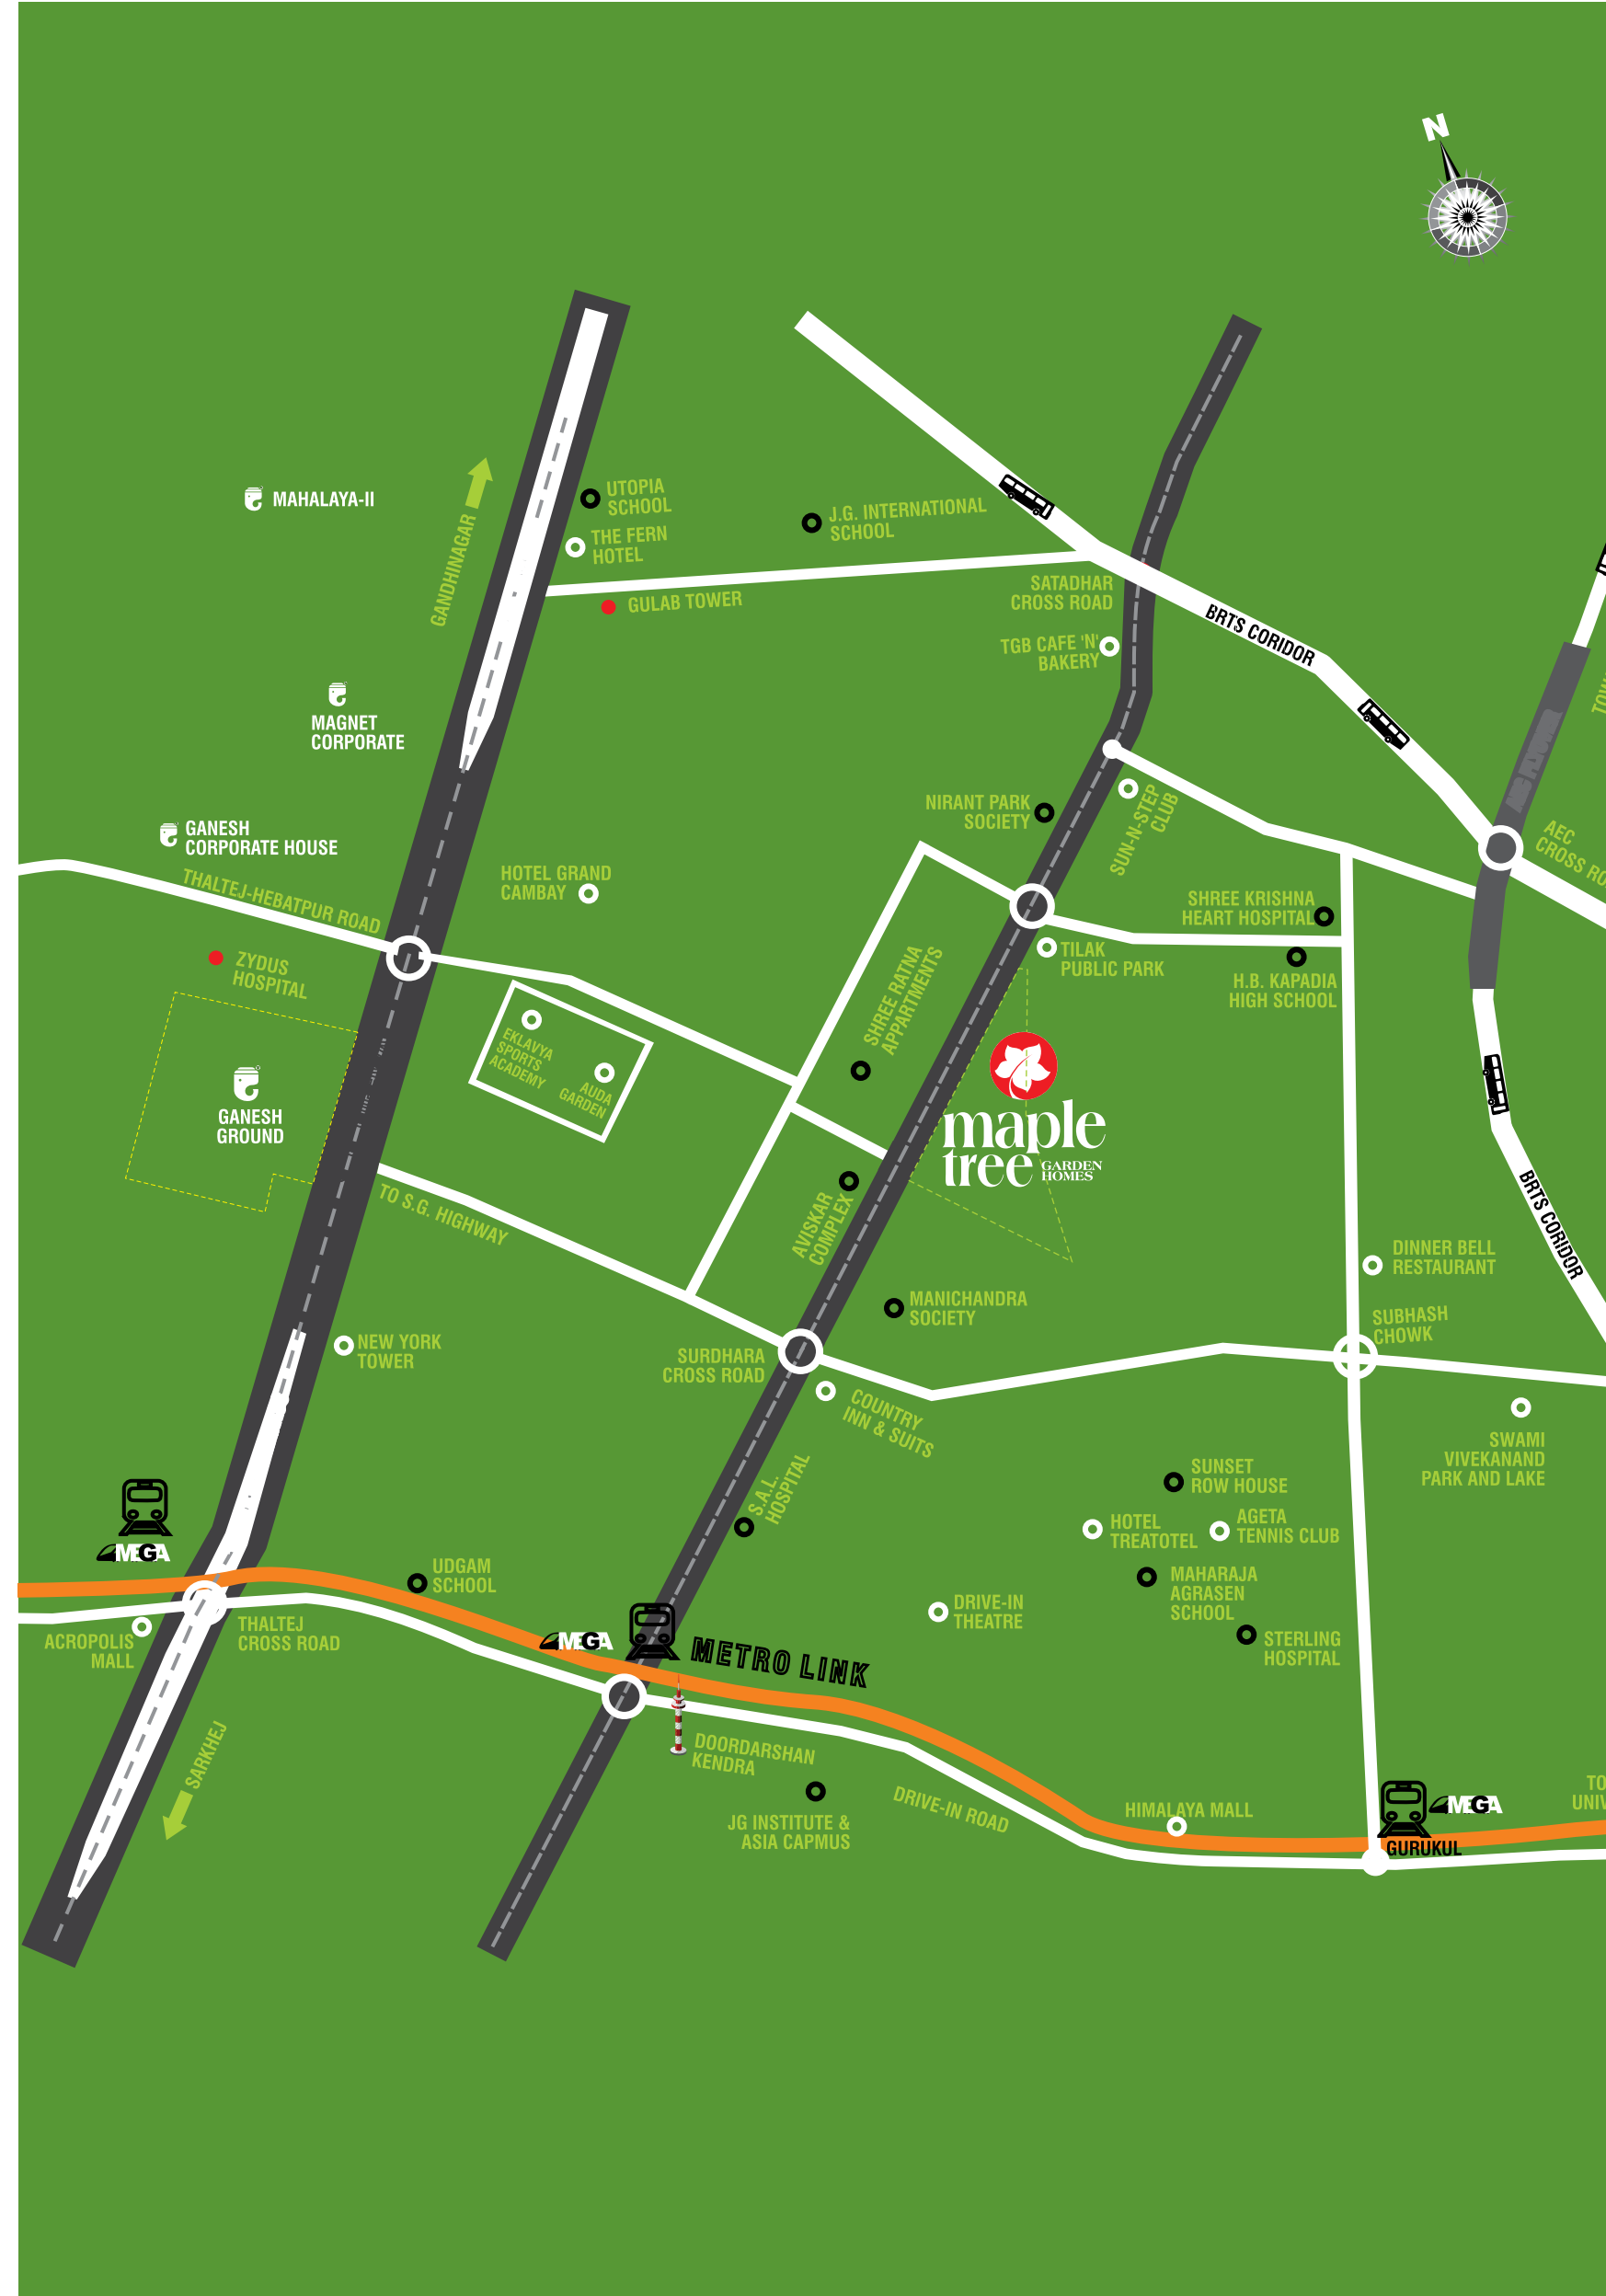 N
UTOPIA
SCHOOL
MAHALAYA-II
J.G. INTERNATIONAL
SCHOOL
THE FERN
HOTEL
GANDHINAGAR
SATADHAR
CROSS ROAD
GULAB TOWER
BRTS CORIDOR
TGB CAFE 'N'
BAKERY
MAGNET
CORPORATE
NIRANT PARK
SOCIETY
SUN-N-STEP
CLUB
GANESH
CORPORATE HOUSE
AEC
CROSS
THALTEJ-HEBATPUR ROAD
HOTEL GRAND
CAMBAY
SHREE KRISHNA
HEART HOSPITAL
ZYDUS
HOSPITAL
TILAK
PUBLIC PARK
H.B. KAPADIA
HIGH SCHOOL
SHREE RATNA
APPARTMENTS
EKLAVYA
SPORTS
ACADEMY
AUDA
GARDEN
GANESH
GROUND
maple
tree GARDEN
HOMES
TO S.G. HIGHWAY
AVISKAR
COMPLEX
BRTS CORIDOR
DINNER BELL
RESTAURANT
MANICHANDRA
SOCIETY
SUBHASH
CHOWK
NEW YORK
TOWER
SURDHARA
CROSS ROAD
COUNTRY
INN & SUITS
SWAMI
VIVEKANAND
PARK AND LAKE
S.A.L.
HOSPITAL
SUNSET
ROW HOUSE
HOTEL
TREATOTEL
AGETA
TENNIS CLUB
MEGA
UDGAM
SCHOOL
MAHARAJA
AGRASEN
SCHOOL
DRIVE-IN
THEATRE
THALTEJ
CROSS ROAD
ACROPOLIS
MALL
MEGA
METRO LINK
STERLING
HOSPITAL
SARKHEJ
DOORDARSHAN
KENDRA
DRIVE-IN ROAD
JG INSTITUTE &
ASIA CAPMUS
HIMALAYA MALL
MEGA
TO
GURUKUL